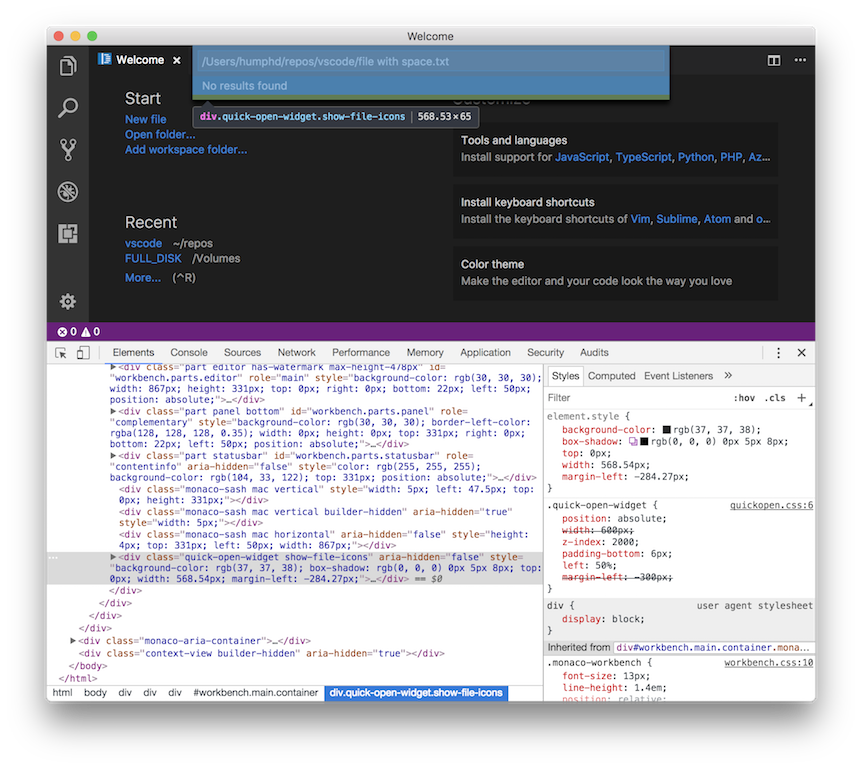 Welcome
Welcome ×
/Users/humphd/repos/vscode/file with space.txt
No results found
div.quick-open-widget.show-file-icons | 568.53×65
Start
New file
Open folder...
Add workspace folder...
Recent
vscode ~/repos
FULL_DISK /Volumes
More... (^R)
Customize
Tools and languages
Install support for JavaScript, TypeScript, Python, PHP, Az...
Install keyboard shortcuts
Install the keyboard shortcuts of Vim, Sublime, Atom and o...
Color theme
Make the editor and your code look the way you love
0 0
Elements Console Sources Network Performance Memory Application Security Audits
<div class="part editor has-watermark max-height-478px" id=
"workbench.parts.editor" role="main" style="background-color: rgb(30, 30, 30);
width: 867px; height: 331px; top: 0px; right: 0px; bottom: 22px; left: 50px;
position: absolute;">…</div>
<div class="part panel bottom" id="workbench.parts.panel" role=
"complementary" style="background-color: rgb(30, 30, 30); border-left-color:
rgba(128, 128, 128, 0.35); width: 0px; height: 0px; top: 331px; right: 0px;
bottom: 22px; left: 50px; position: absolute;">…</div>
<div class="part statusbar" id="workbench.parts.statusbar" role=
"contentinfo" aria-hidden="false" style="color: rgb(255, 255, 255);
background-color: rgb(104, 33, 122); top: 331px; position: absolute;">…</div>
<div class="monaco-sash mac vertical" style="width: 5px; left: 47.5px; top:
0px; height: 331px;"></div>
<div class="monaco-sash mac vertical builder-hidden" aria-hidden="true"
style="width: 5px;"></div>
<div class="monaco-sash mac horizontal" aria-hidden="false" style="height:
4px; top: 331px; left: 50px; width: 867px;"></div>
<div class="quick-open-widget show-file-icons" aria-hidden="false" style=
"background-color: rgb(37, 37, 38); box-shadow: rgb(0, 0, 0) 0px 5px 8px; top:
0px; width: 568.54px; margin-left: -284.27px;">…</div> == $0
</div>
</div>
</div>
</div>
<div class="monaco-aria-container">…</div>
<div class="context-view builder-hidden" aria-hidden="true"></div>
</body>
</html>
html body div div div #workbench.main.container div.quick-open-widget.show-file-icons
Styles Computed Event Listeners »
Filter :hov .cls +
element.style {
background-color: rgb(37, 37, 38);
box-shadow: rgb(0, 0, 0) 0px 5px 8px;
top: 0px;
width: 568.54px;
margin-left: -284.27px;
}
.quick-open-widget { quickopen.css:6
position: absolute;
width: 600px;
z-index: 2000;
padding-bottom: 6px;
left: 50%;
margin-left: -300px;
}
div { user agent stylesheet
display: block;
}
Inherited from div#workbench.main.container.mona…
.monaco-workbench { workbench.css:10
font-size: 13px;
line-height: 1.4em;
position: relative;